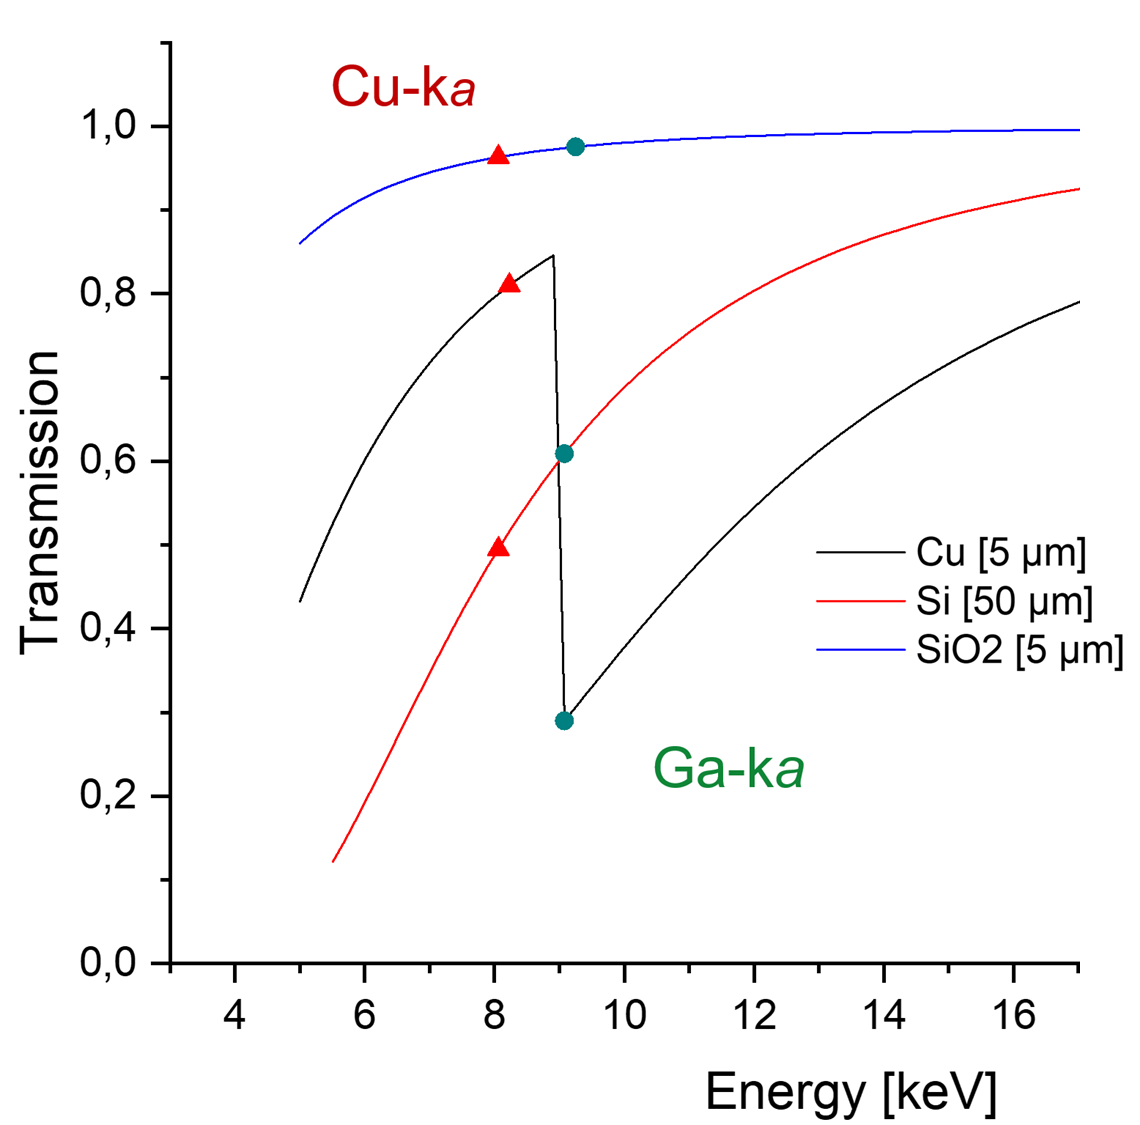 Cu-ka
1,0
0,8
0,6
0,4
0,2
0,0
Transmission
Cu [5 µm]
Si [50 µm]
SiO2 [5 µm]
Ga-ka
4 6 8 10 12 14 16
Energy [keV]